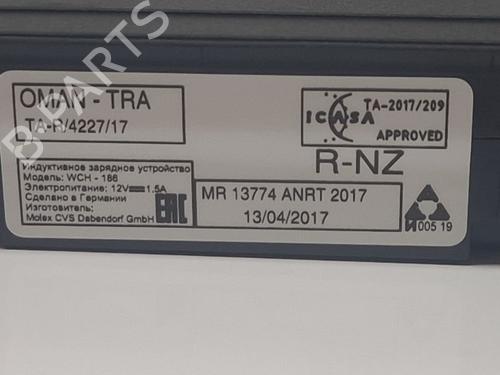 OMAN - TRA
TA-R/4227/17
ICASA
TA-2017/209
APPROVED
R-NZ
Индуктивное зарядное устройство
Модель: WCH - 186
Электропитание: 12V⎓1.5A
Сделано в Германии
Изготовитель:
Molex CVS Dabendorf GmbH
EAC
MR 13774 ANRT 2017
13/04/2017
И005 19
B PARTS